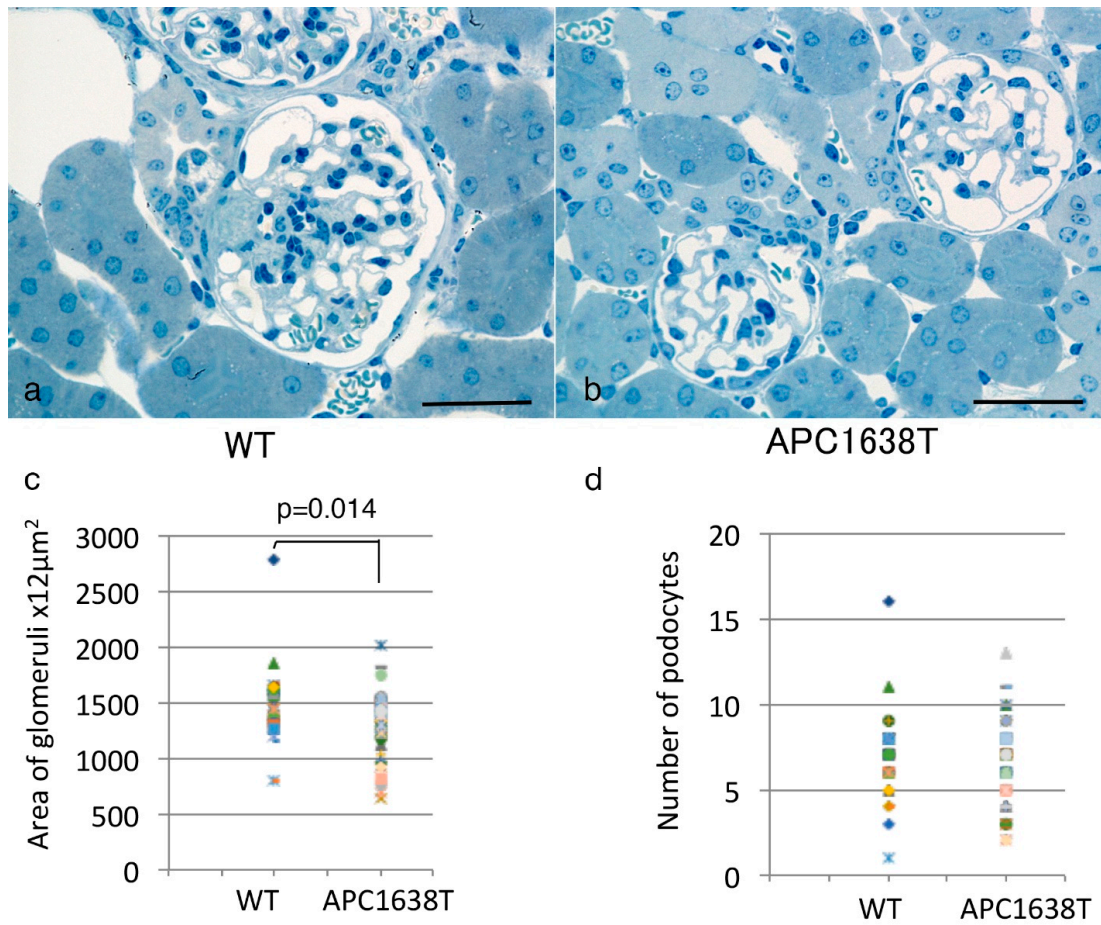 a
b
WT
APC1638T
c
d
p=0.014
Area of glomeruli x12μm²
3000
2500
2000
1500
1000
500
0
WT
APC1638T
Number of podocytes
20
15
10
5
0
WT
APC1638T